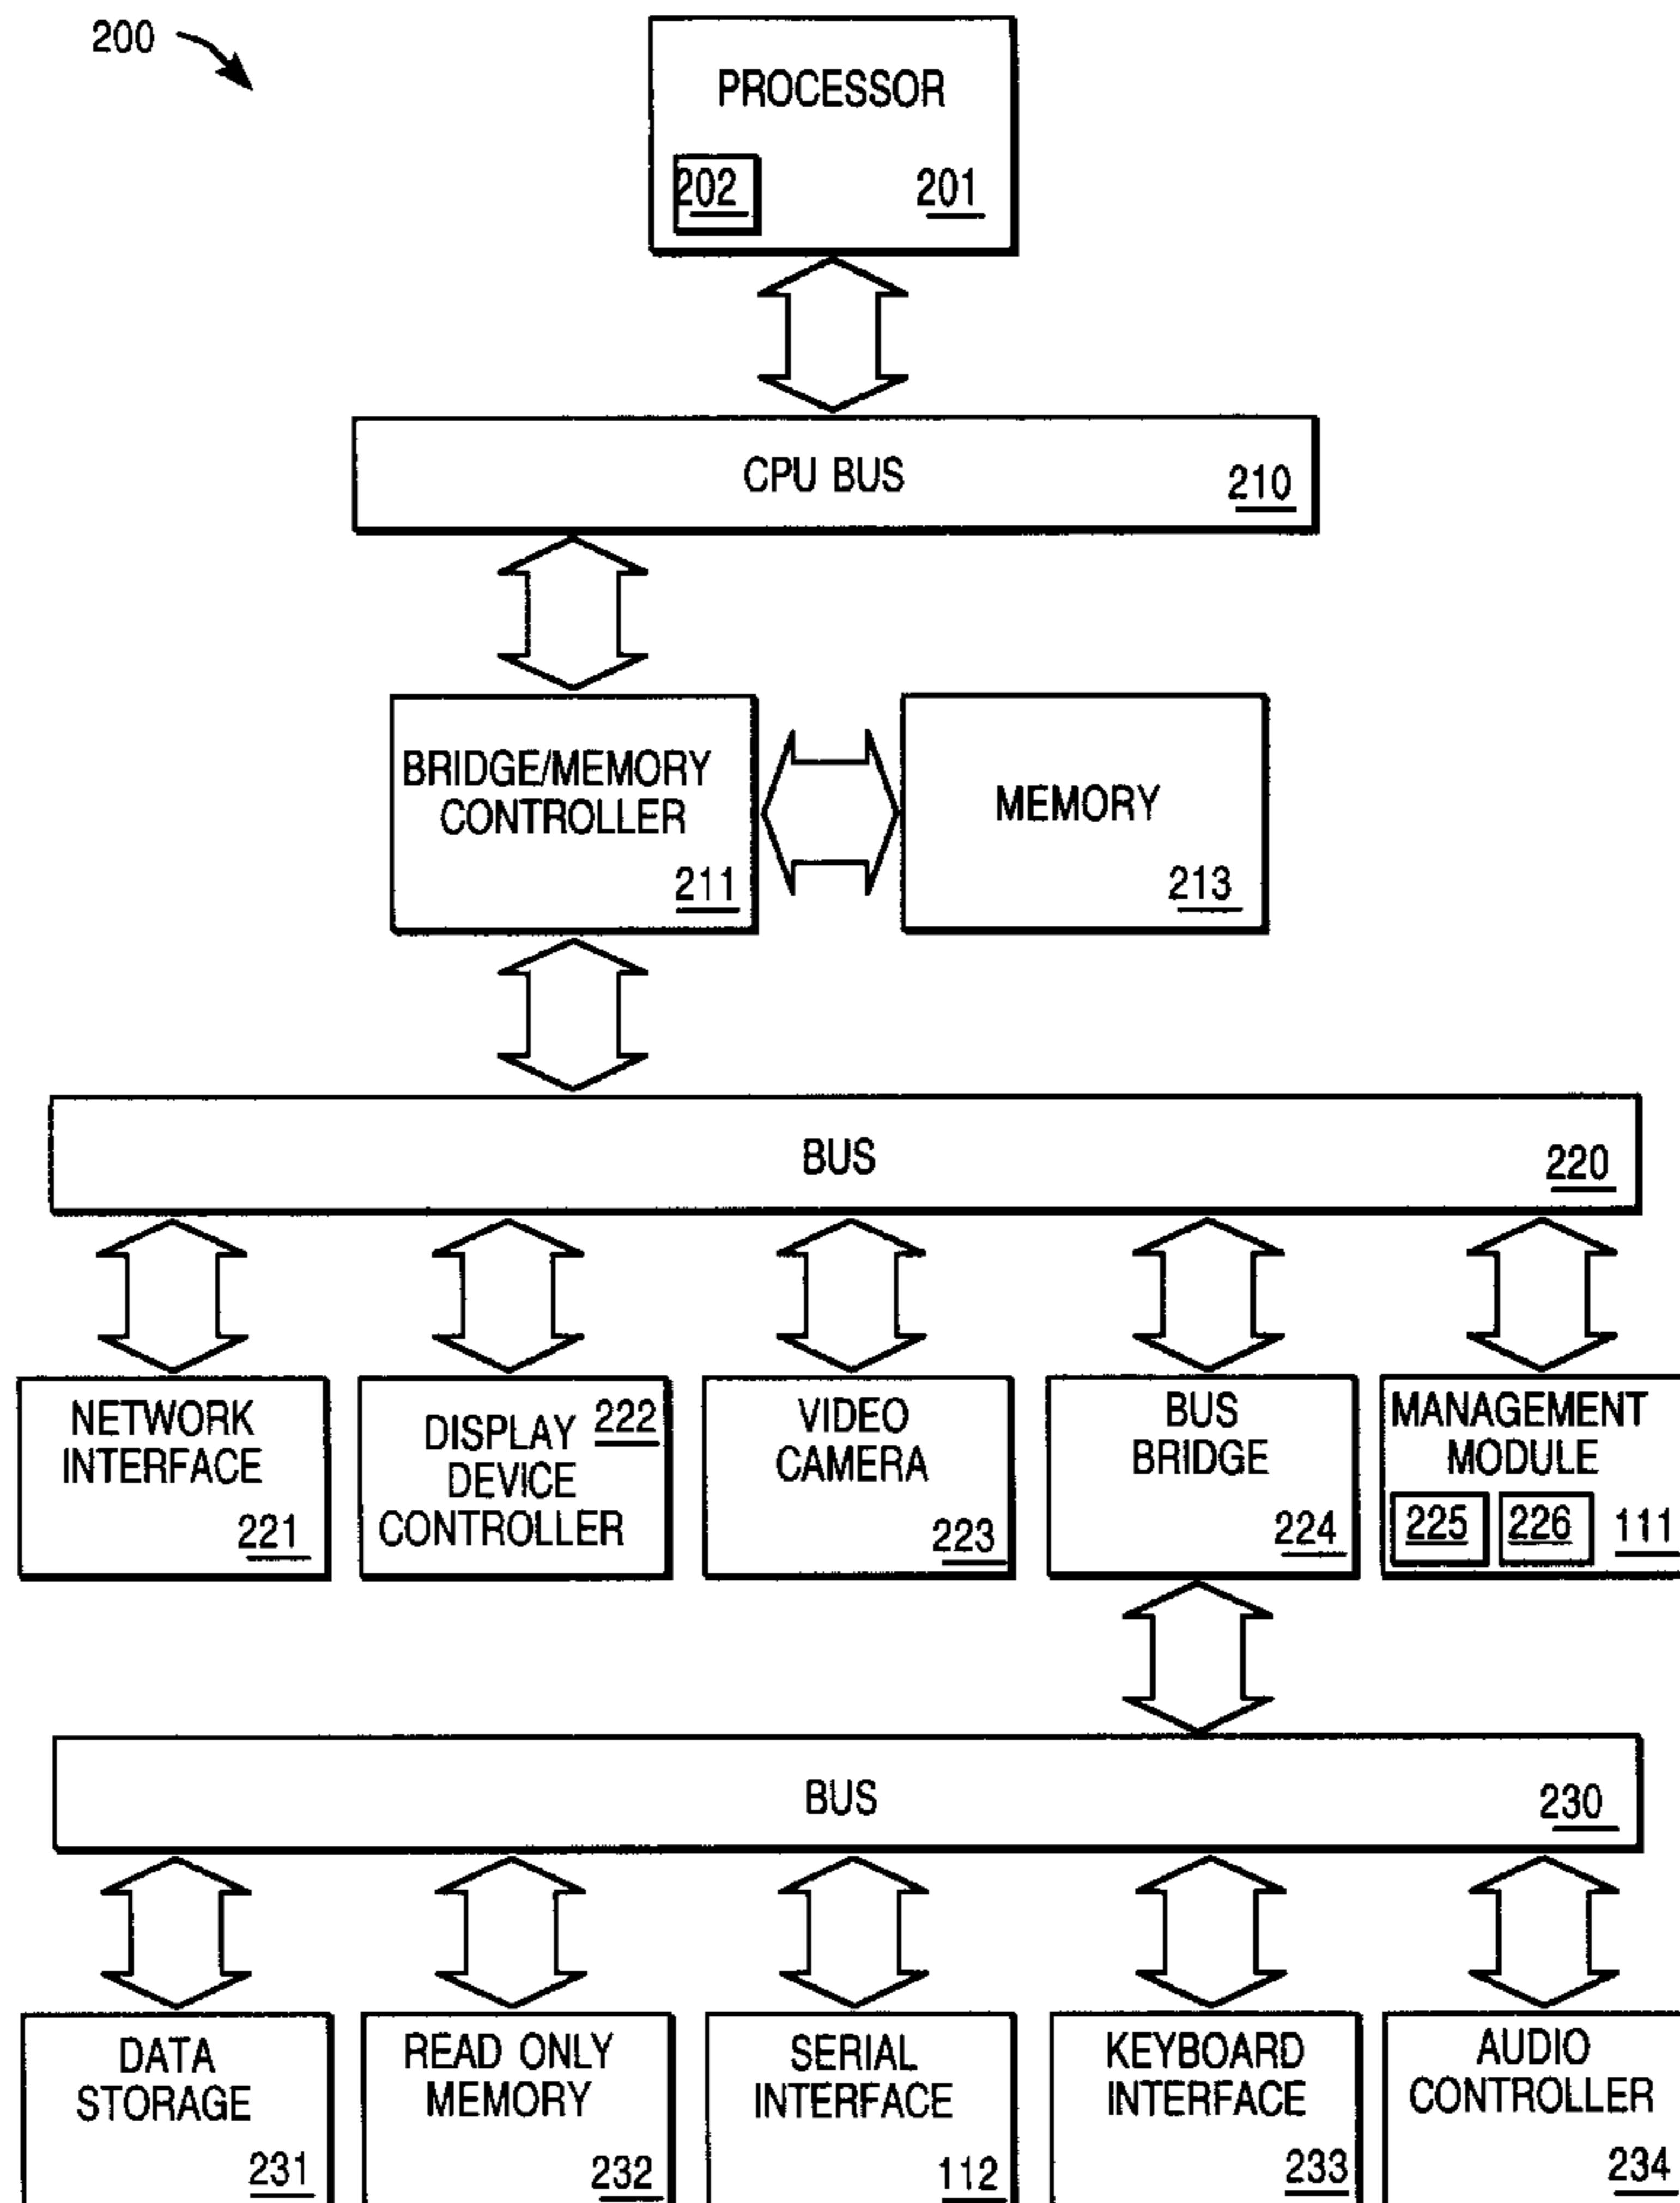 200
PROCESSOR
202
201
CPU BUS
210
BRIDGE/MEMORY
CONTROLLER
211
MEMORY
213
BUS
220
NETWORK
INTERFACE
221
DISPLAY
DEVICE
CONTROLLER
222
VIDEO
CAMERA
223
BUS
BRIDGE
224
MANAGEMENT
MODULE
225
226
111
BUS
230
DATA
STORAGE
231
READ ONLY
MEMORY
232
SERIAL
INTERFACE
112
KEYBOARD
INTERFACE
233
AUDIO
CONTROLLER
234